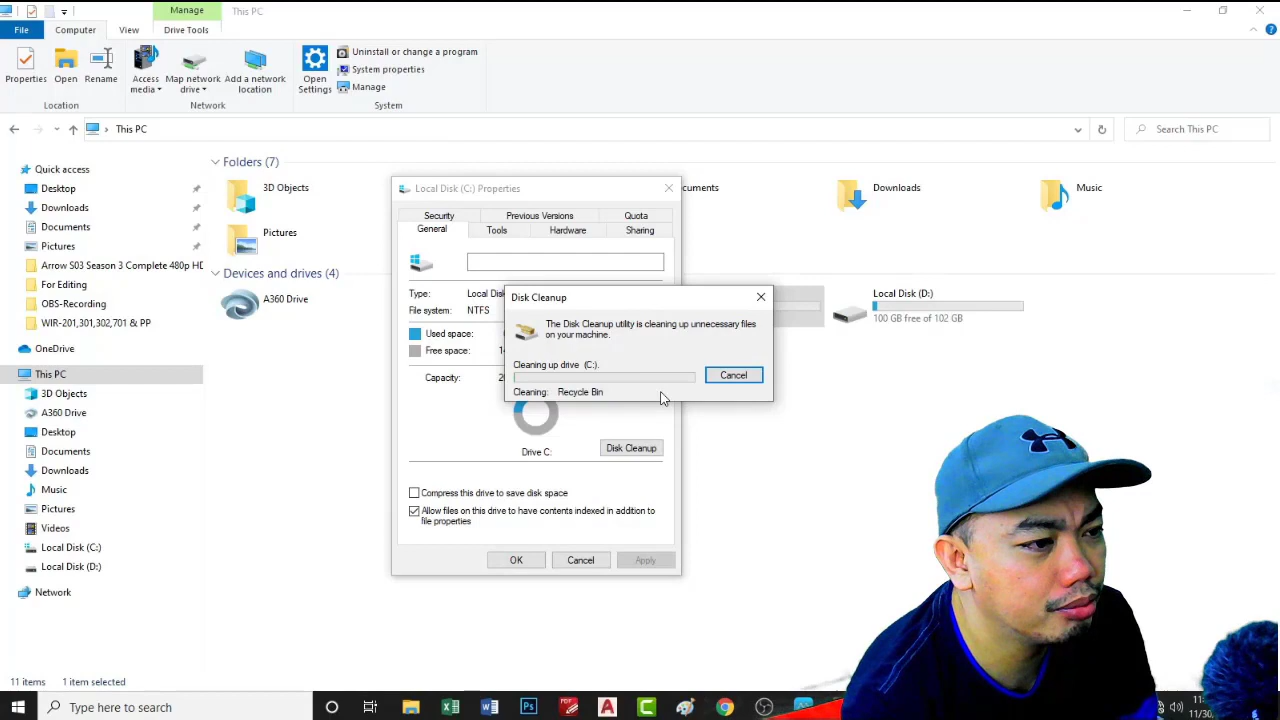 Manage
This PC
File
Computer
View
Drive Tools
Properties
Open
Rename
Access media
Map network drive
Add a network location
Open Settings
Uninstall or change a program
System properties
Manage
Location
Network
System
This PC
Search This PC
Quick access
Desktop
Downloads
Documents
Pictures
Arrow S03 Season 3 Complete 480p HD
For Editing
OBS-Recording
WIR-201,301,302,701 & PP
OneDrive
This PC
3D Objects
A360 Drive
Desktop
Documents
Downloads
Music
Pictures
Videos
Local Disk (C:)
Local Disk (D:)
Network
Folders (7)
3D Objects
Downloads
Music
Pictures
Devices and drives (4)
A360 Drive
Local Disk (D:)
100 GB free of 102 GB
Local Disk (C:) Properties
Security
Previous Versions
Quota
General
Tools
Hardware
Sharing
Type:
Local
File system:
NTFS
Used space:
Free space:
Capacity:
Drive C:
Disk Cleanup
Compress this drive to save disk space
Allow files on this drive to have contents indexed in addition to
file properties
OK
Cancel
Apply
Disk Cleanup
The Disk Cleanup utility is cleaning up unnecessary files
on your machine.
Cleaning up drive (C:).
Cancel
Cleaning: Recycle Bin
11 items
1 item selected
Type here to search